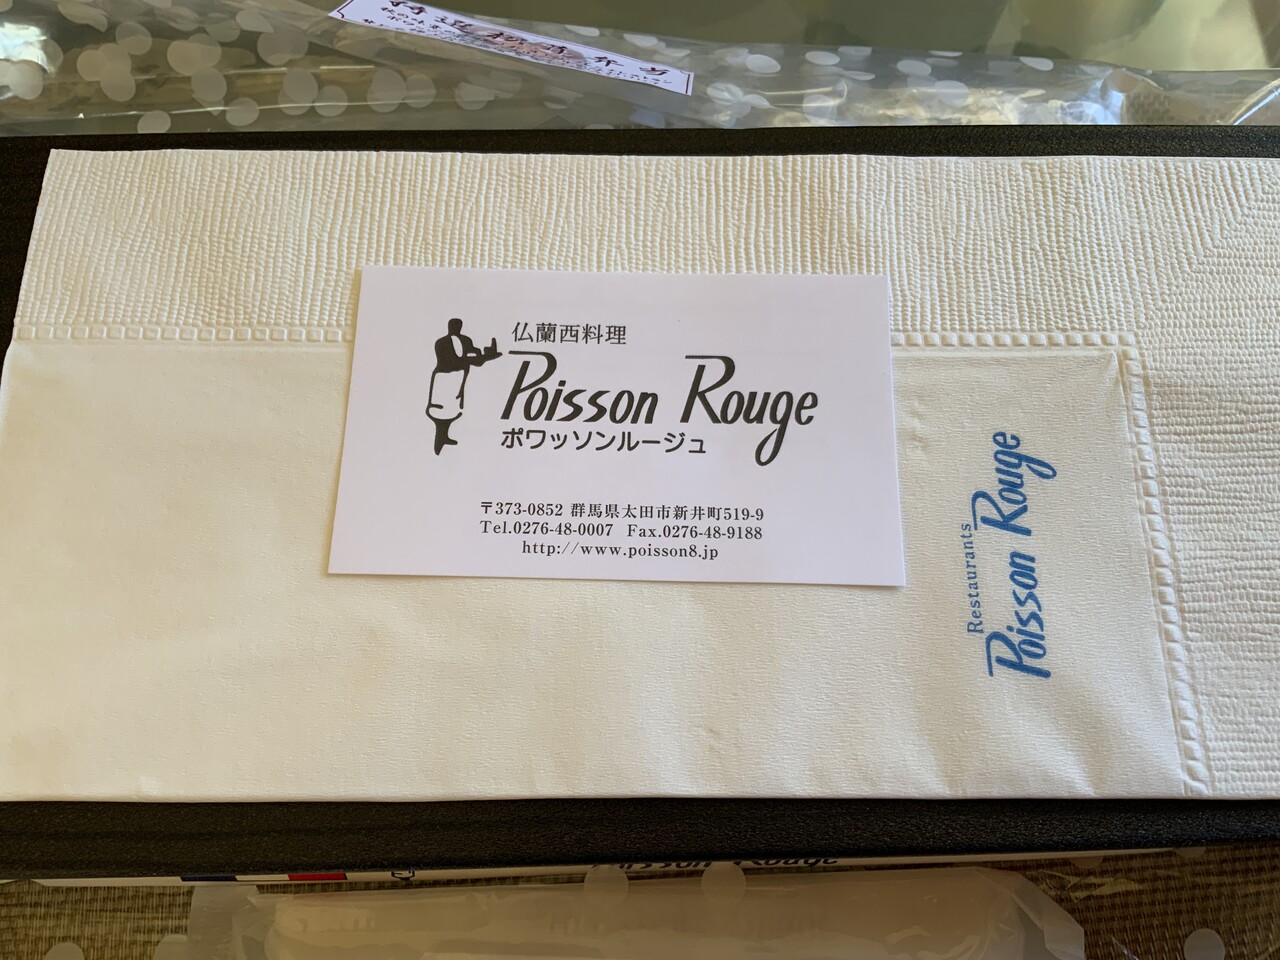 仏蘭西料理
Poisson Rouge
ポワッソンルージュ
〒373-0852 群馬県太田市新井町519-9
Tel.0276-48-0007 Fax.0276-48-9188
http://www.poisson8.jp
Restaurants
Poisson Rouge
Poisson Rouge